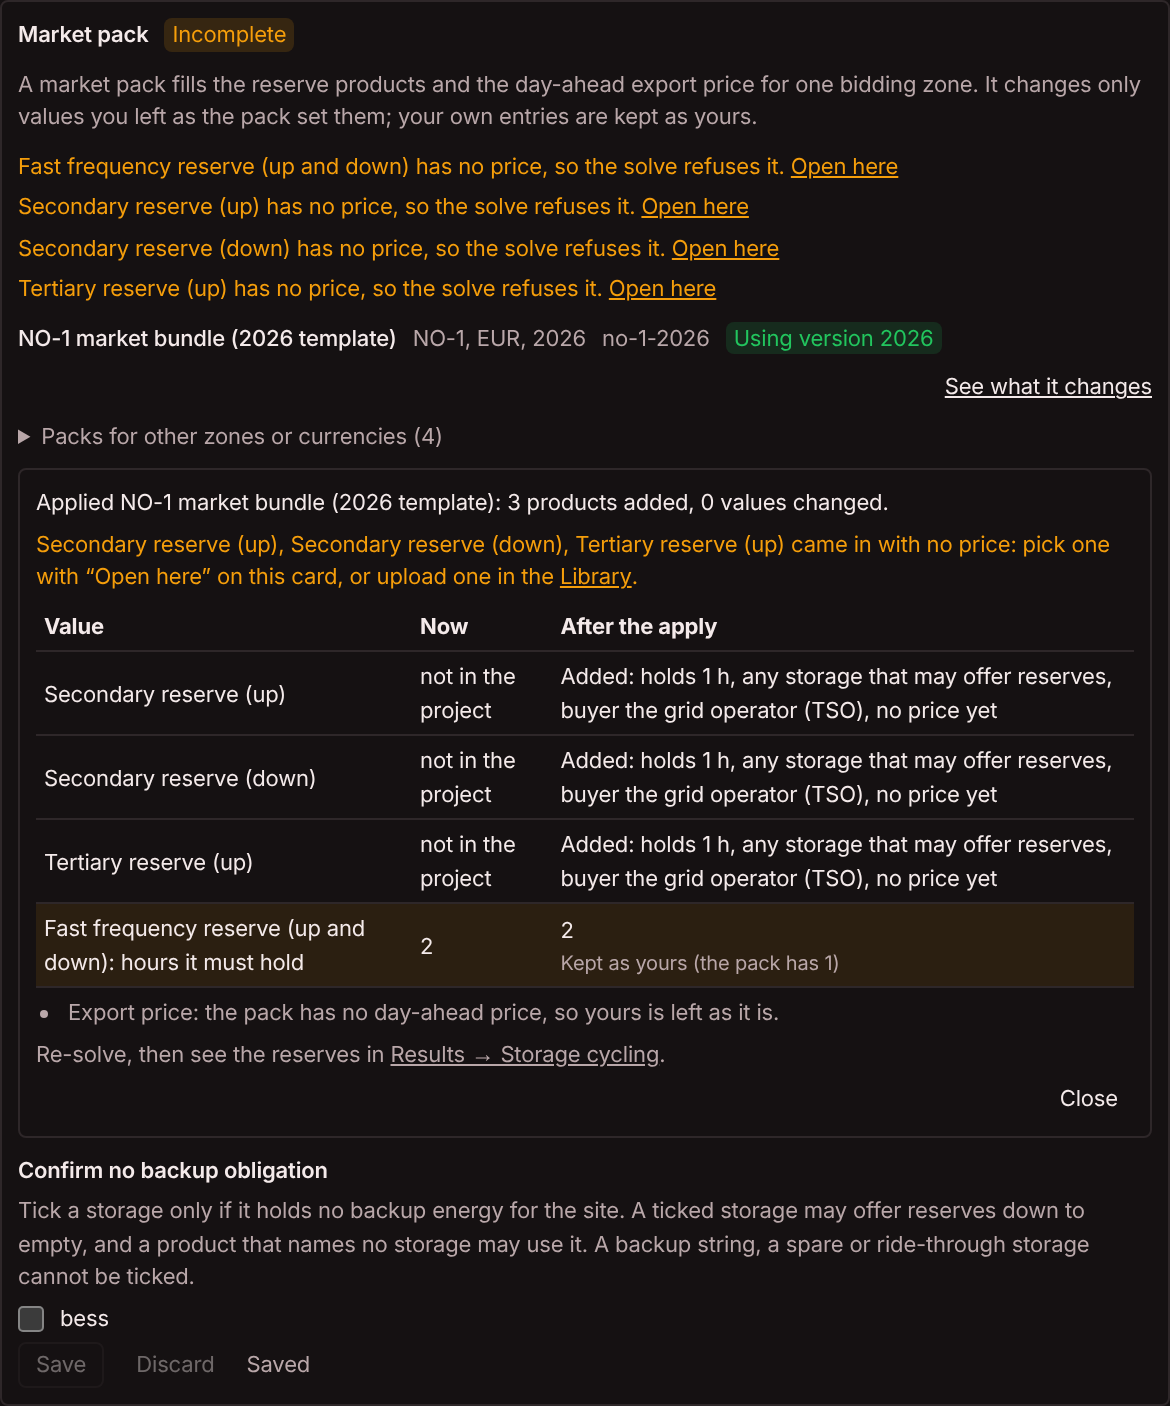 Market pack Incomplete
A market pack fills the reserve products and the day-ahead export price for one bidding zone. It changes only
values you left as the pack set them; your own entries are kept as yours.
Fast frequency reserve (up and down) has no price, so the solve refuses it. Open here
Secondary reserve (up) has no price, so the solve refuses it. Open here
Secondary reserve (down) has no price, so the solve refuses it. Open here
Tertiary reserve (up) has no price, so the solve refuses it. Open here
NO-1 market bundle (2026 template) NO-1, EUR, 2026 no-1-2026 Using version 2026
See what it changes
▶ Packs for other zones or currencies (4)
Applied NO-1 market bundle (2026 template): 3 products added, 0 values changed.
Secondary reserve (up), Secondary reserve (down), Tertiary reserve (up) came in with no price: pick one
with “Open here” on this card, or upload one in the Library.
Value Now After the apply
Secondary reserve (up) not in the project Added: holds 1 h, any storage that may offer reserves, buyer the grid operator (TSO), no price yet
Secondary reserve (down) not in the project Added: holds 1 h, any storage that may offer reserves, buyer the grid operator (TSO), no price yet
Tertiary reserve (up) not in the project Added: holds 1 h, any storage that may offer reserves, buyer the grid operator (TSO), no price yet
Fast frequency reserve (up and down): hours it must hold 2 2
Kept as yours (the pack has 1)
• Export price: the pack has no day-ahead price, so yours is left as it is.
Re-solve, then see the reserves in Results → Storage cycling.
Close
Confirm no backup obligation
Tick a storage only if it holds no backup energy for the site. A ticked storage may offer reserves down to
empty, and a product that names no storage may use it. A backup string, a spare or ride-through storage
cannot be ticked.
bess
Save Discard Saved